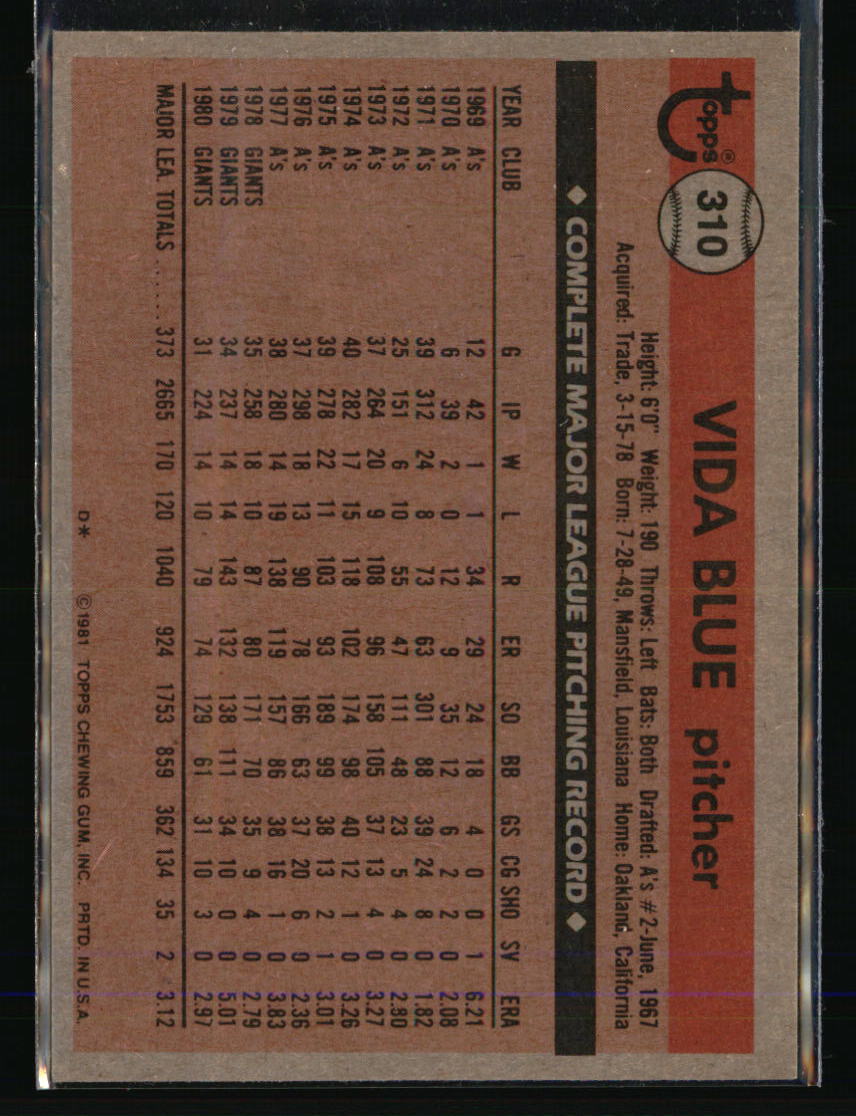 Topps® 310 VIDA BLUE pitcher
Height: 6'0" Weight: 190 Throws: Left Bats: Both Drafted: A's #2-June, 1967
Acquired: Trade, 3-15-78 Born: 7-28-49, Mansfield, Louisiana Home: Oakland, California
◆ COMPLETE MAJOR LEAGUE PITCHING RECORD ◆
YEAR CLUB G IP W L R ER SO BB GS CG SHO SV ERA
1969 A's 12 42 1 1 34 29 24 18 4 0 0 1 6.21
1970 A's 6 39 2 0 12 9 35 12 6 2 2 0 2.08
1971 A's 39 312 24 8 73 63 301 88 39 24 8 0 1.82
1972 A's 25 151 6 10 55 47 111 48 23 5 4 0 2.80
1973 A's 37 264 20 9 108 96 158 105 37 13 4 0 3.27
1974 A's 40 282 17 15 118 102 174 98 40 12 1 0 3.26
1975 A's 39 278 22 11 103 93 189 99 38 13 2 1 3.01
1976 A's 37 298 18 13 90 78 166 63 37 20 6 0 2.36
1977 A's 38 280 14 19 138 119 157 86 38 16 1 0 3.83
1978 GIANTS 35 258 18 10 87 80 171 70 35 9 4 0 2.79
1979 GIANTS 34 237 14 14 143 132 138 111 34 10 0 0 5.01
1980 GIANTS 31 224 14 10 79 74 129 61 31 10 3 0 2.97
MAJOR LEA. TOTALS ...... 373 2665 170 120 1040 924 1753 859 362 134 35 2 3.12
D* ©1981 TOPPS CHEWING GUM, INC. PRTD. IN U.S.A.